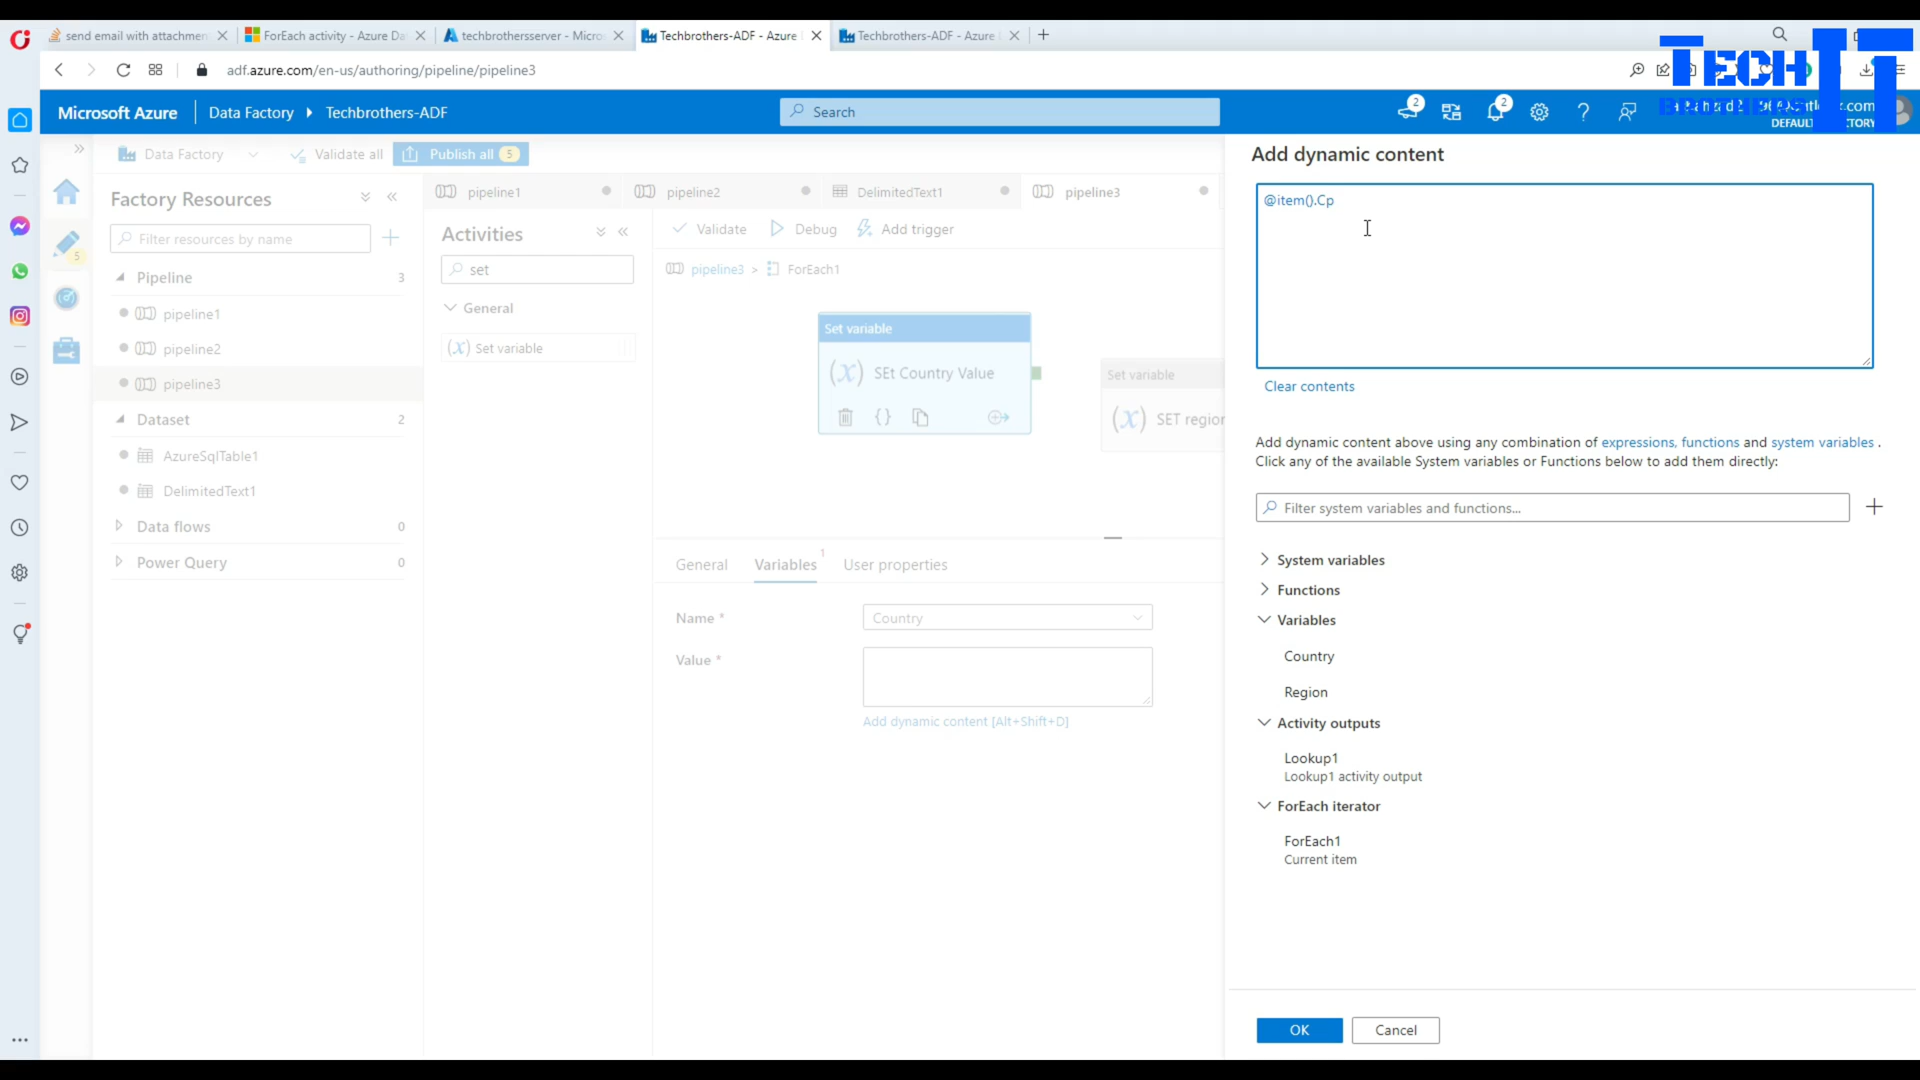 send email with attachmen
ForEach activity - Azure Da
techbrothersserver - Micro
Techbrothers-ADF - Azure
Techbrothers-ADF - Azure
adf.azure.com/en-us/authoring/pipeline/pipeline3
TECH IT
Microsoft Azure
Data Factory
Techbrothers-ADF
Search
2
2
DEFAULT
Data Factory
Validate all
Publish all
5
Add dynamic content
Factory Resources
pipeline1
pipeline2
DelimitedText1
pipeline3
@item().Cp
Filter resources by name
Activities
Validate
Debug
Add trigger
5
Pipeline
3
set
pipeline3 > ForEach1
pipeline1
General
Set variable
pipeline2
Set variable
SEt Country Value
Set variable
pipeline3
SET region
Clear contents
Dataset
2
AzureSqlTable1
Add dynamic content above using any combination of expressions, functions and system variables .
Click any of the available System variables or Functions below to add them directly:
DelimitedText1
Filter system variables and functions...
Data flows
0
Power Query
0
General
Variables
1
User properties
System variables
Functions
Name *
Country
Variables
Value *
Country
Region
Add dynamic content [Alt+Shift+D]
Activity outputs
Lookup1
Lookup1 activity output
ForEach iterator
ForEach1
Current item
OK
Cancel